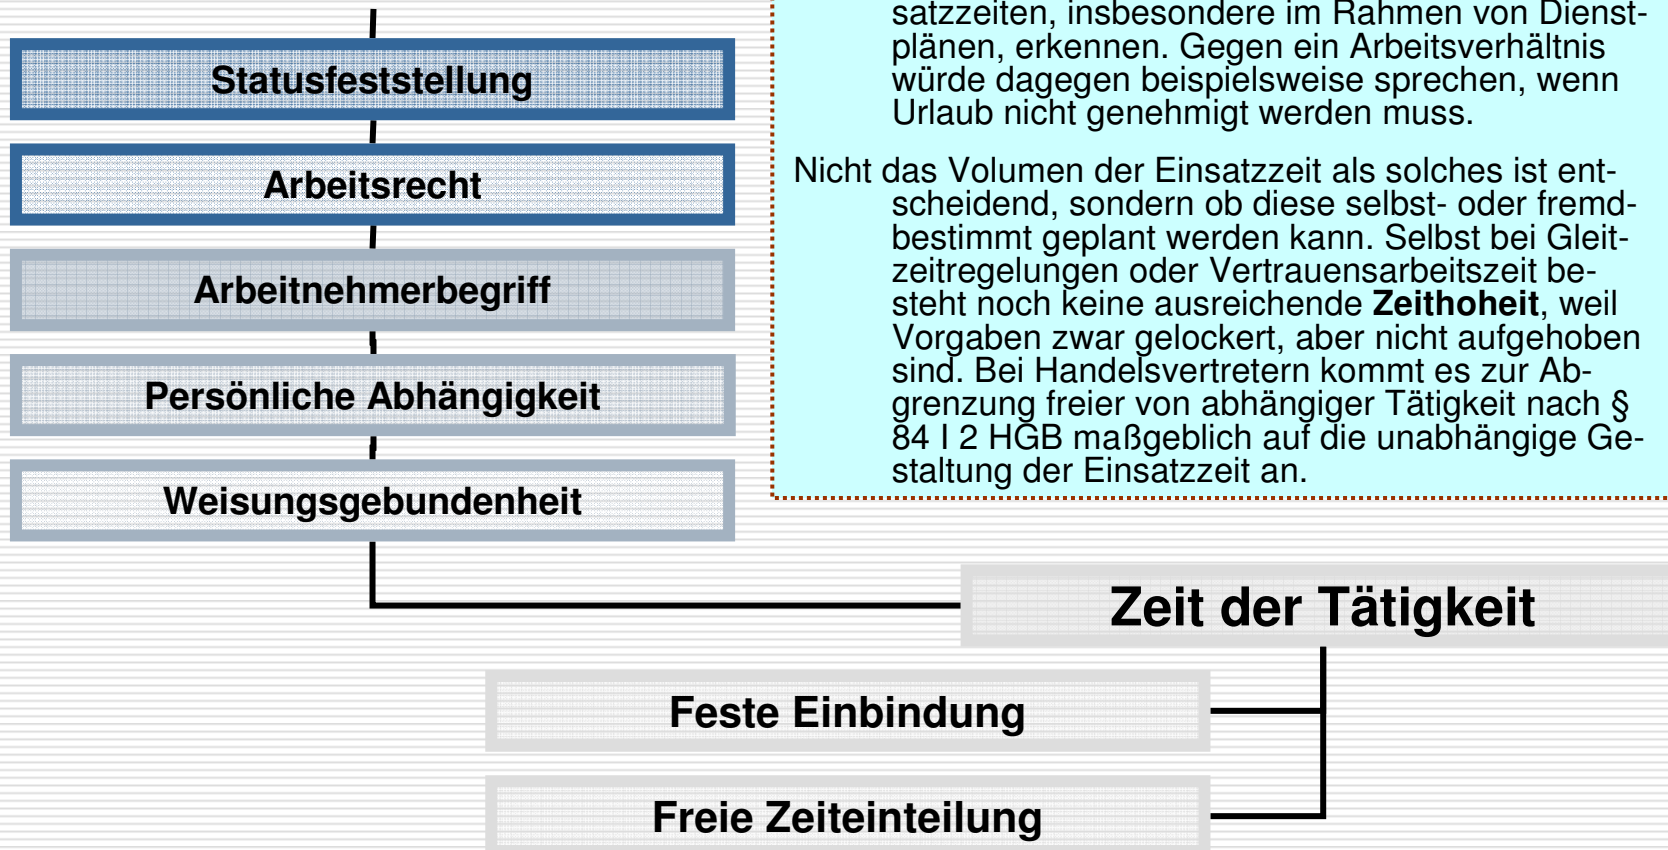 Statusfeststellung
Arbeitsrecht
Arbeitnehmerbegriff
Persönliche Abhängigkeit
Weisungsgebundenheit
satzzeiten, insbesondere im Rahmen von Dienst-
plänen, erkennen. Gegen ein Arbeitsverhältnis
würde dagegen beispielsweise sprechen, wenn
Urlaub nicht genehmigt werden muss.
Nicht das Volumen der Einsatzzeit als solches ist ent-
scheidend, sondern ob diese selbst- oder fremd-
bestimmt geplant werden kann. Selbst bei Gleit-
zeitregelungen oder Vertrauensarbeitszeit be-
steht noch keine ausreichende Zeithoheit, weil
Vorgaben zwar gelockert, aber nicht aufgehoben
sind. Bei Handelsvertretern kommt es zur Ab-
grenzung freier von abhängiger Tätigkeit nach §
84 I 2 HGB maßgeblich auf die unabhängige Ge-
staltung der Einsatzzeit an.
Zeit der Tätigkeit
Feste Einbindung
Freie Zeiteinteilung